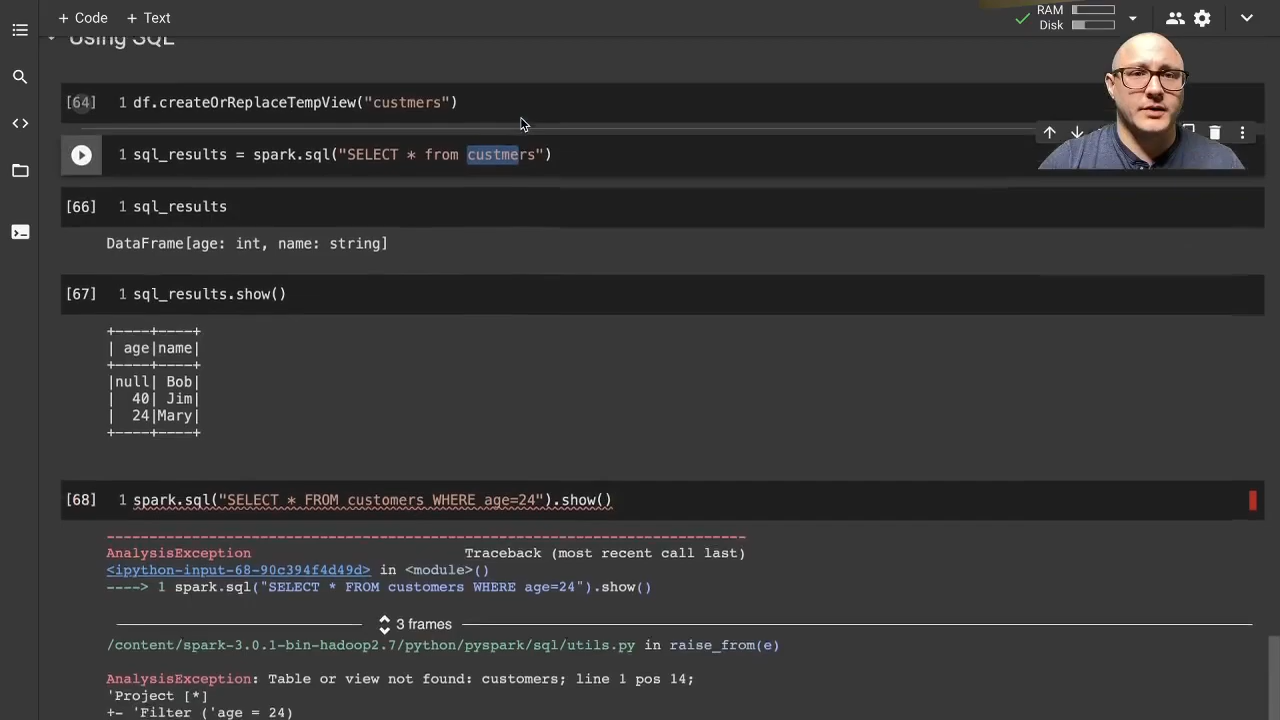 + Code + Text
RAM
Disk
Using SQL
[64] 1 df.createOrReplaceTempView("custmers")
1 sql_results = spark.sql("SELECT * from custmers")
[66] 1 sql_results
DataFrame[age: int, name: string]
[67] 1 sql_results.show()
+----+----+
| age|name|
+----+----+
|null| Bob|
|  40| Jim|
|  24|Mary|
+----+----+
[68] 1 spark.sql("SELECT * FROM customers WHERE age=24").show()
---------------------------------------------------------------------------
AnalysisException                         Traceback (most recent call last)
<ipython-input-68-90c394f4d49d> in <module>()
----> 1 spark.sql("SELECT * FROM customers WHERE age=24").show()
3 frames
/content/spark-3.0.1-bin-hadoop2.7/python/pyspark/sql/utils.py in raise_from(e)
AnalysisException: Table or view not found: customers; line 1 pos 14;
'Project [*]
+- 'Filter ('age = 24)